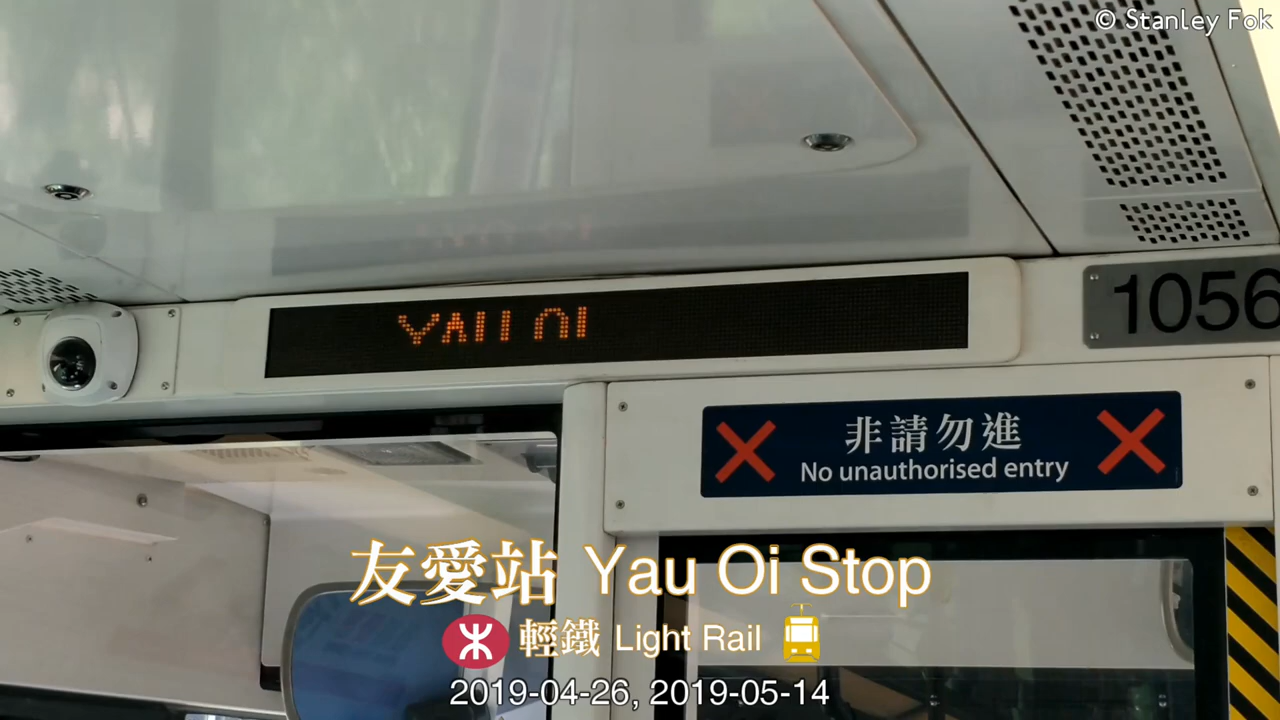 © Stanley Fok
YAU OI
1056
非請勿進
No unauthorised entry
友愛站 Yau Oi Stop
輕鐵 Light Rail
2019-04-26, 2019-05-14